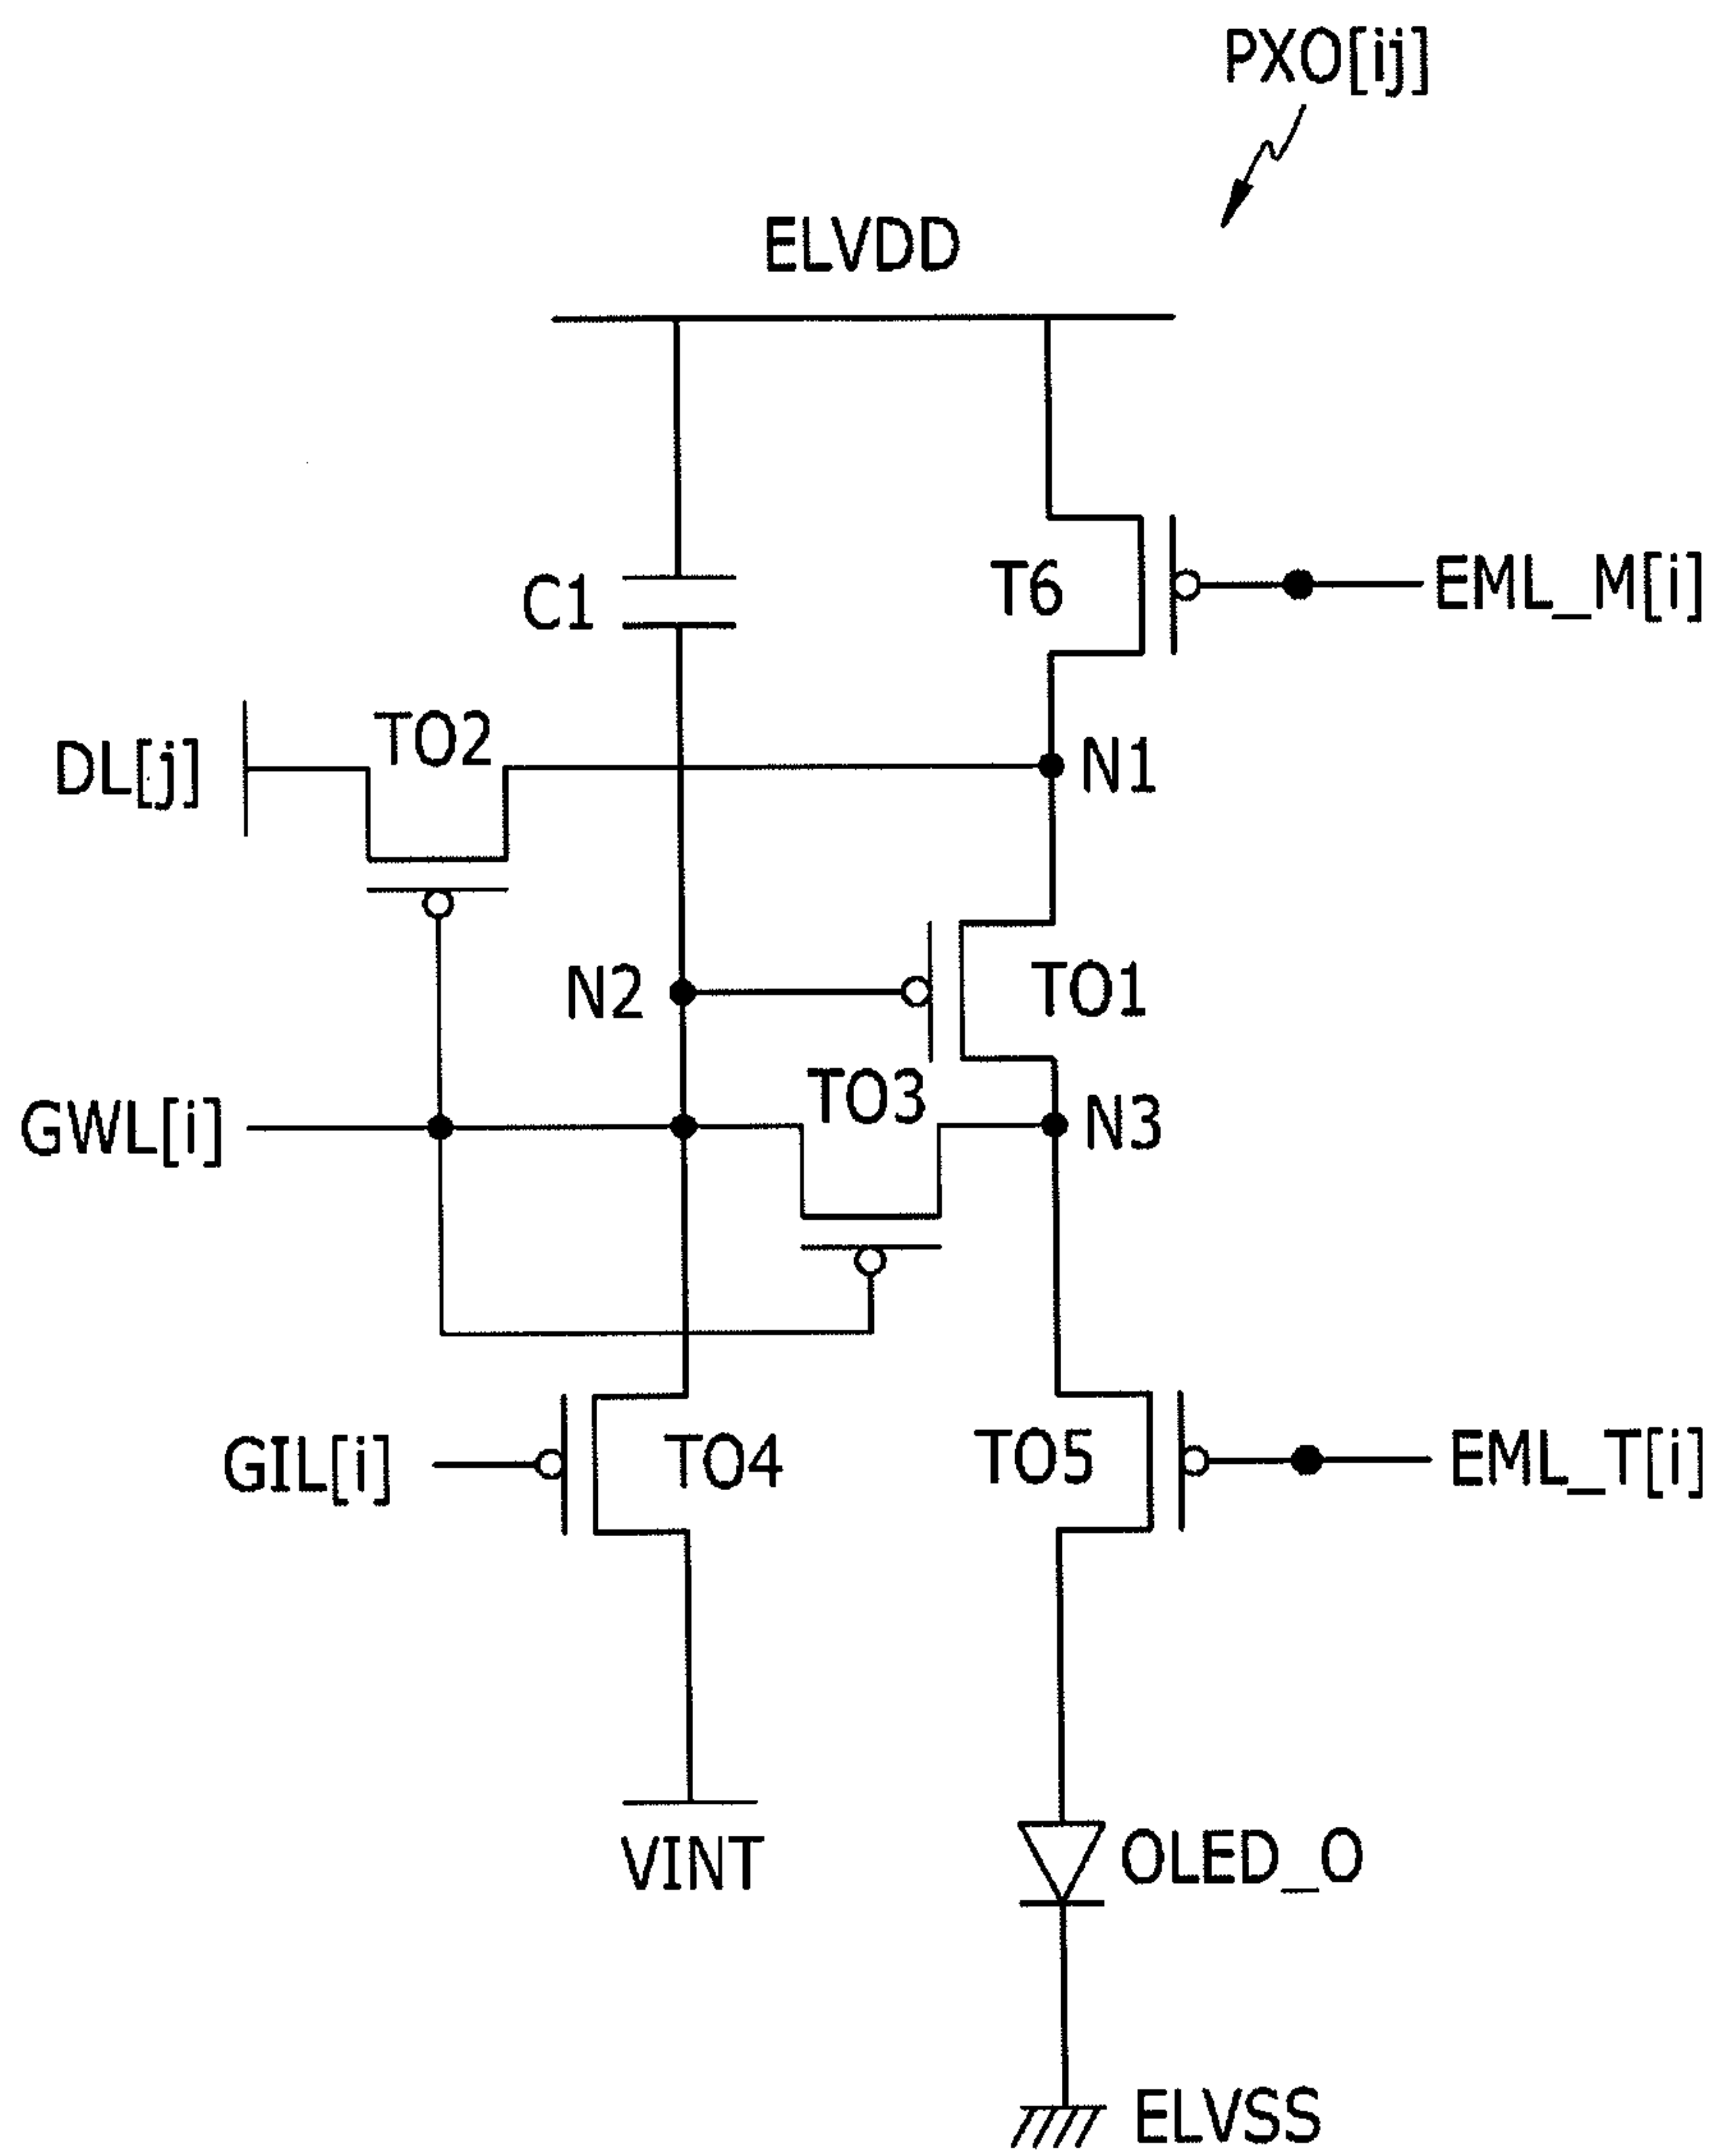 PXO[ij]
ELVDD
C1
T6
EML_M[i]
DL[j]
TO2
N1
N2
TO1
GWL[i]
TO3
N3
GIL[i]
TO4
TO5
EML_T[i]
VINT
OLED_O
ELVSS